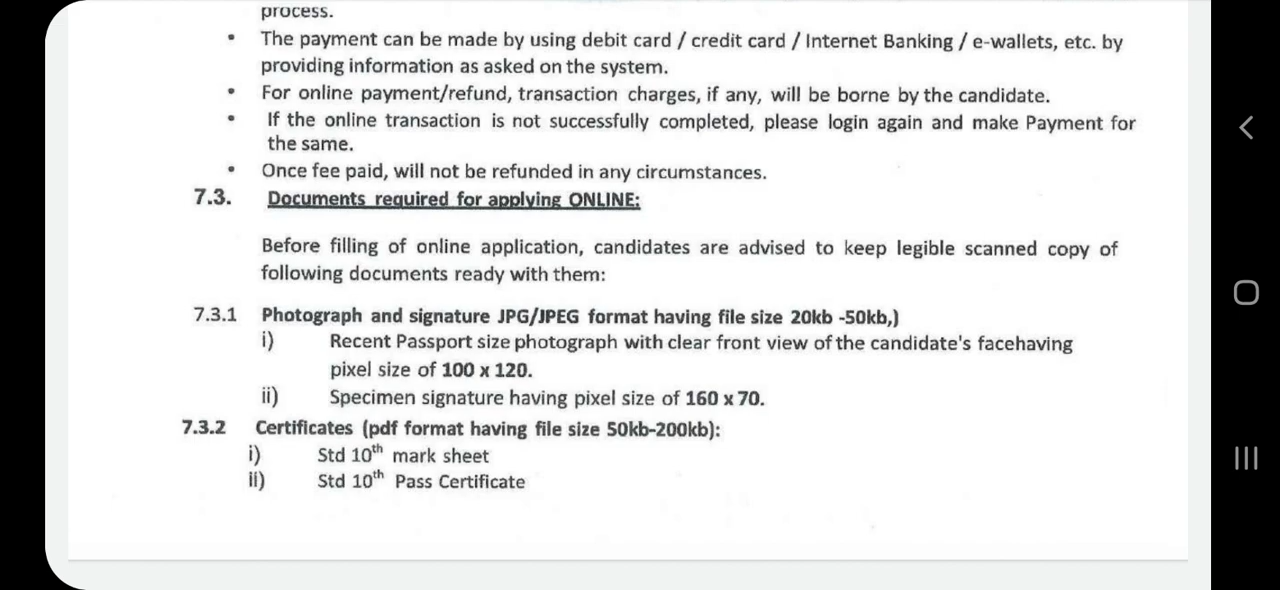 process.
• The payment can be made by using debit card / credit card / Internet Banking / e-wallets, etc. by
providing information as asked on the system.
• For online payment/refund, transaction charges, if any, will be borne by the candidate.
• If the online transaction is not successfully completed, please login again and make Payment for
the same.
• Once fee paid, will not be refunded in any circumstances.
7.3. Documents required for applying ONLINE:
Before filling of online application, candidates are advised to keep legible scanned copy of
following documents ready with them:
7.3.1 Photograph and signature JPG/JPEG format having file size 20kb -50kb,)
i) Recent Passport size photograph with clear front view of the candidate's facehaving
pixel size of 100 x 120.
ii) Specimen signature having pixel size of 160 x 70.
7.3.2 Certificates (pdf format having file size 50kb-200kb):
i) Std 10th mark sheet
ii) Std 10th Pass Certificate